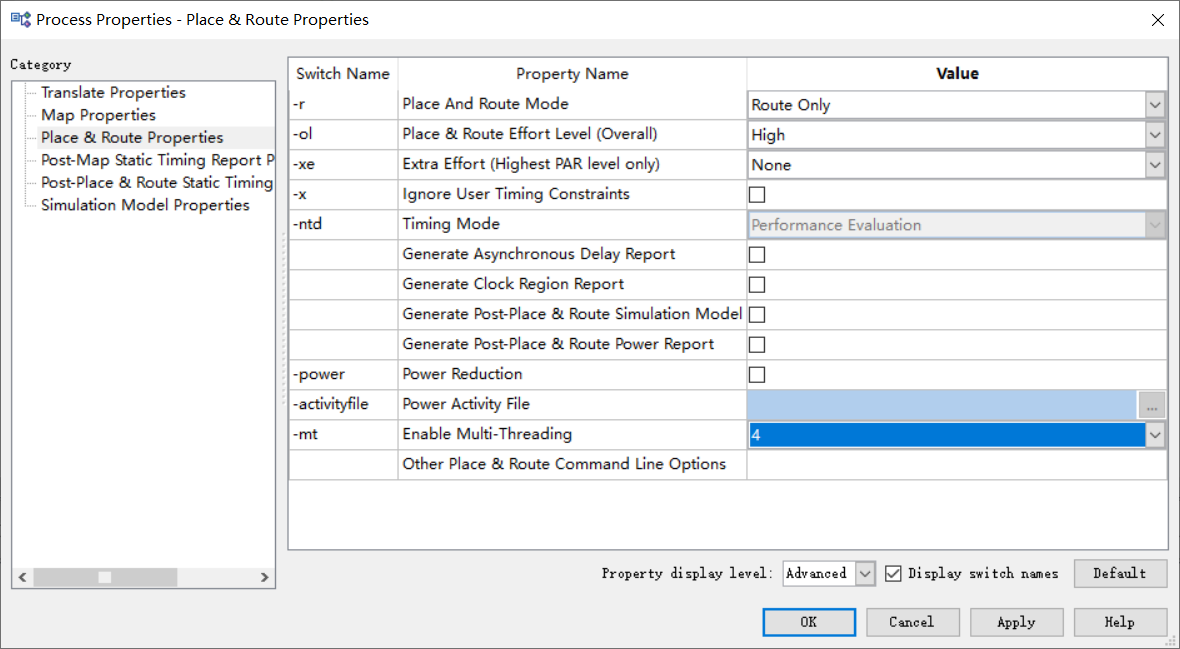 Process Properties - Place & Route Properties
Category
Translate Properties
Map Properties
Place & Route Properties
Post-Map Static Timing Report P
Post-Place & Route Static Timing
Simulation Model Properties
Switch Name Property Name Value
-r Place And Route Mode Route Only
-ol Place & Route Effort Level (Overall) High
-xe Extra Effort (Highest PAR level only) None
-x Ignore User Timing Constraints
-ntd Timing Mode Performance Evaluation
Generate Asynchronous Delay Report
Generate Clock Region Report
Generate Post-Place & Route Simulation Model
Generate Post-Place & Route Power Report
-power Power Reduction
-activityfile Power Activity File ...
-mt Enable Multi-Threading 4
Other Place & Route Command Line Options
Property display level: Advanced Display switch names Default
OK Cancel Apply Help